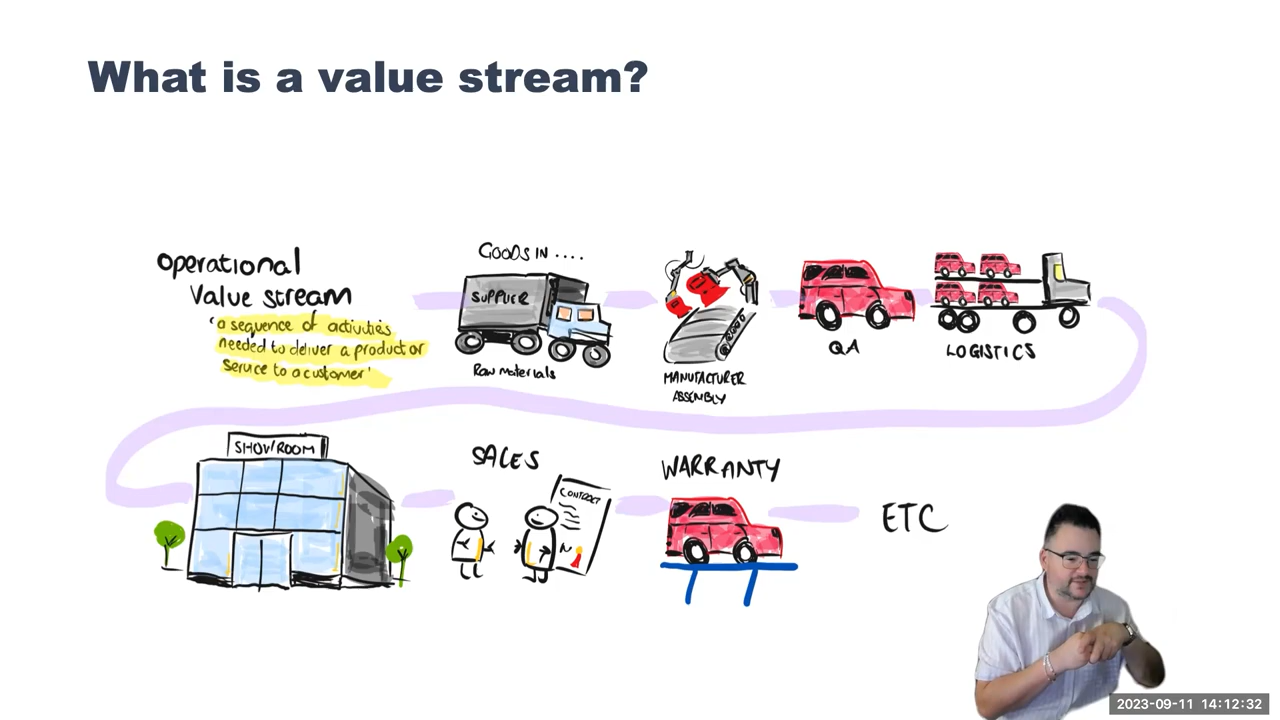 What is a value stream?
Operational
Value stream
'a sequence of activities
needed to deliver a product or
Service to a customer'
GOODS IN ....
SUPPLIER
Raw Materials
MANUFACTURER
ASSEMBLY
QA
LOGISTICS
SHOWROOM
SALES
CONTRACT
WARRANTY
ETC
2023-09-11 14:12:32